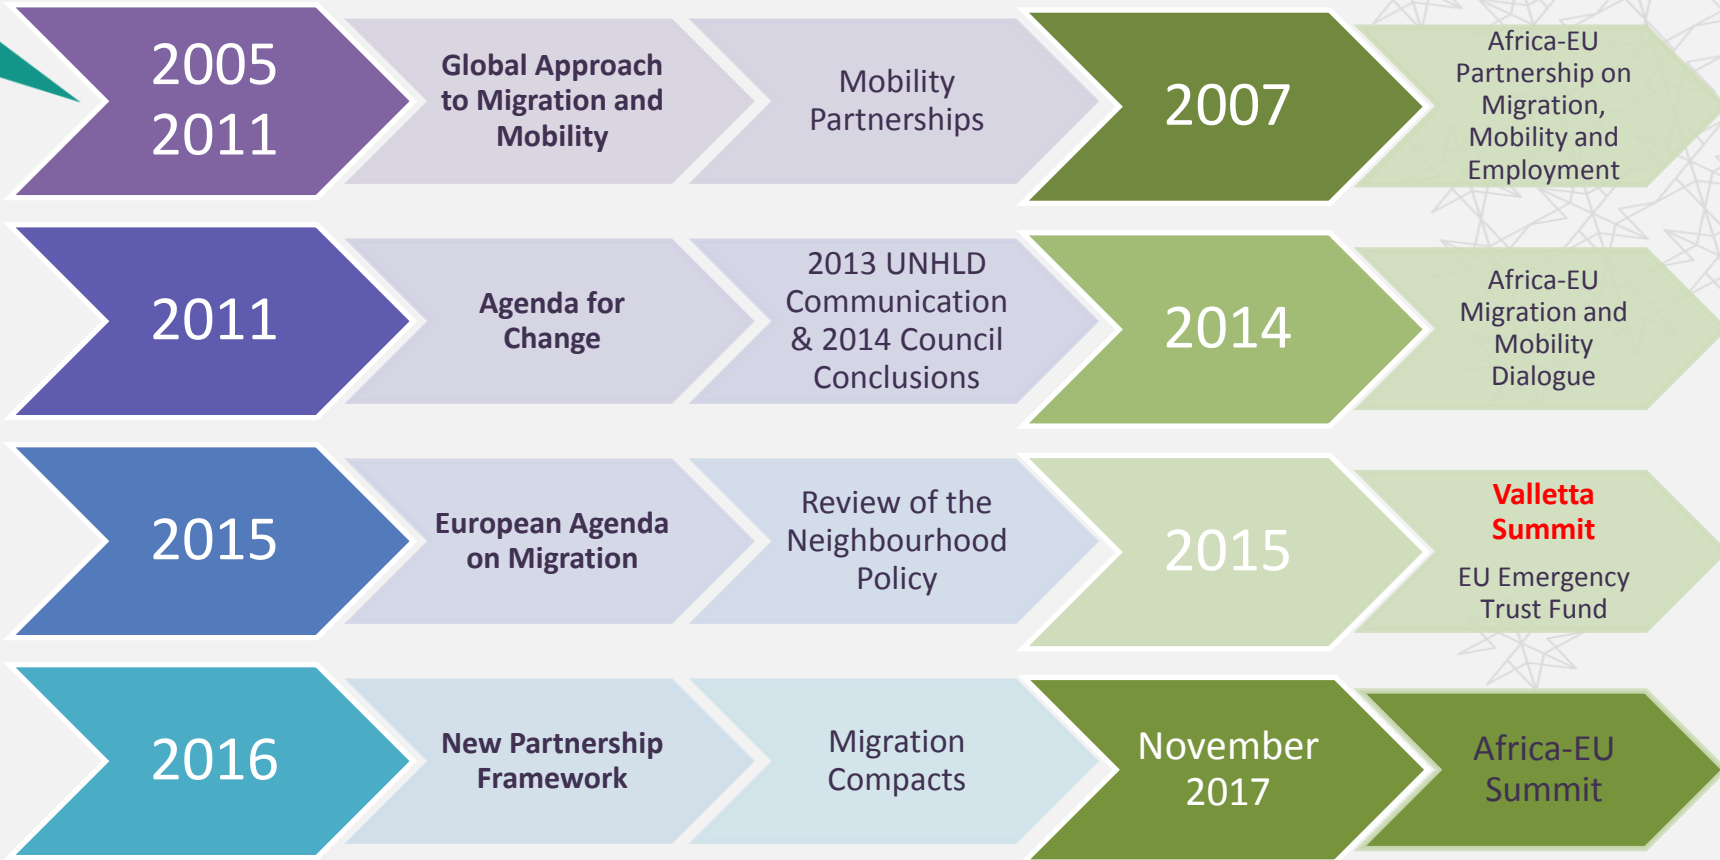 2005
2011
Global Approach
to Migration and
Mobility
Mobility
Partnerships
2007
Africa-EU
Partnership on
Migration,
Mobility and
Employment
2011
Agenda for
Change
2013 UNHLD
Communication
& 2014 Council
Conclusions
2014
Africa-EU
Migration and
Mobility
Dialogue
2015
European Agenda
on Migration
Review of the
Neighbourhood
Policy
2015
Valletta
Summit
EU Emergency
Trust Fund
2016
New Partnership
Framework
Migration
Compacts
November
2017
Africa-EU
Summit